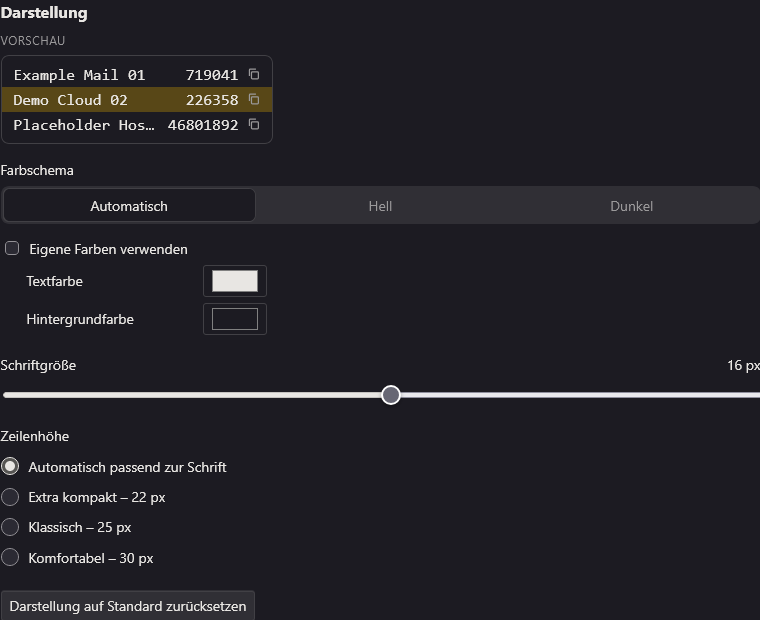 Darstellung
VORSCHAU
Example Mail 01 719041
Demo Cloud 02 226358
Placeholder Hos… 46801892
Farbschema
Automatisch Hell Dunkel
Eigene Farben verwenden
Textfarbe
Hintergrundfarbe
Schriftgröße 16 px
Zeilenhöhe
Automatisch passend zur Schrift
Extra kompakt – 22 px
Klassisch – 25 px
Komfortabel – 30 px
Darstellung auf Standard zurücksetzen